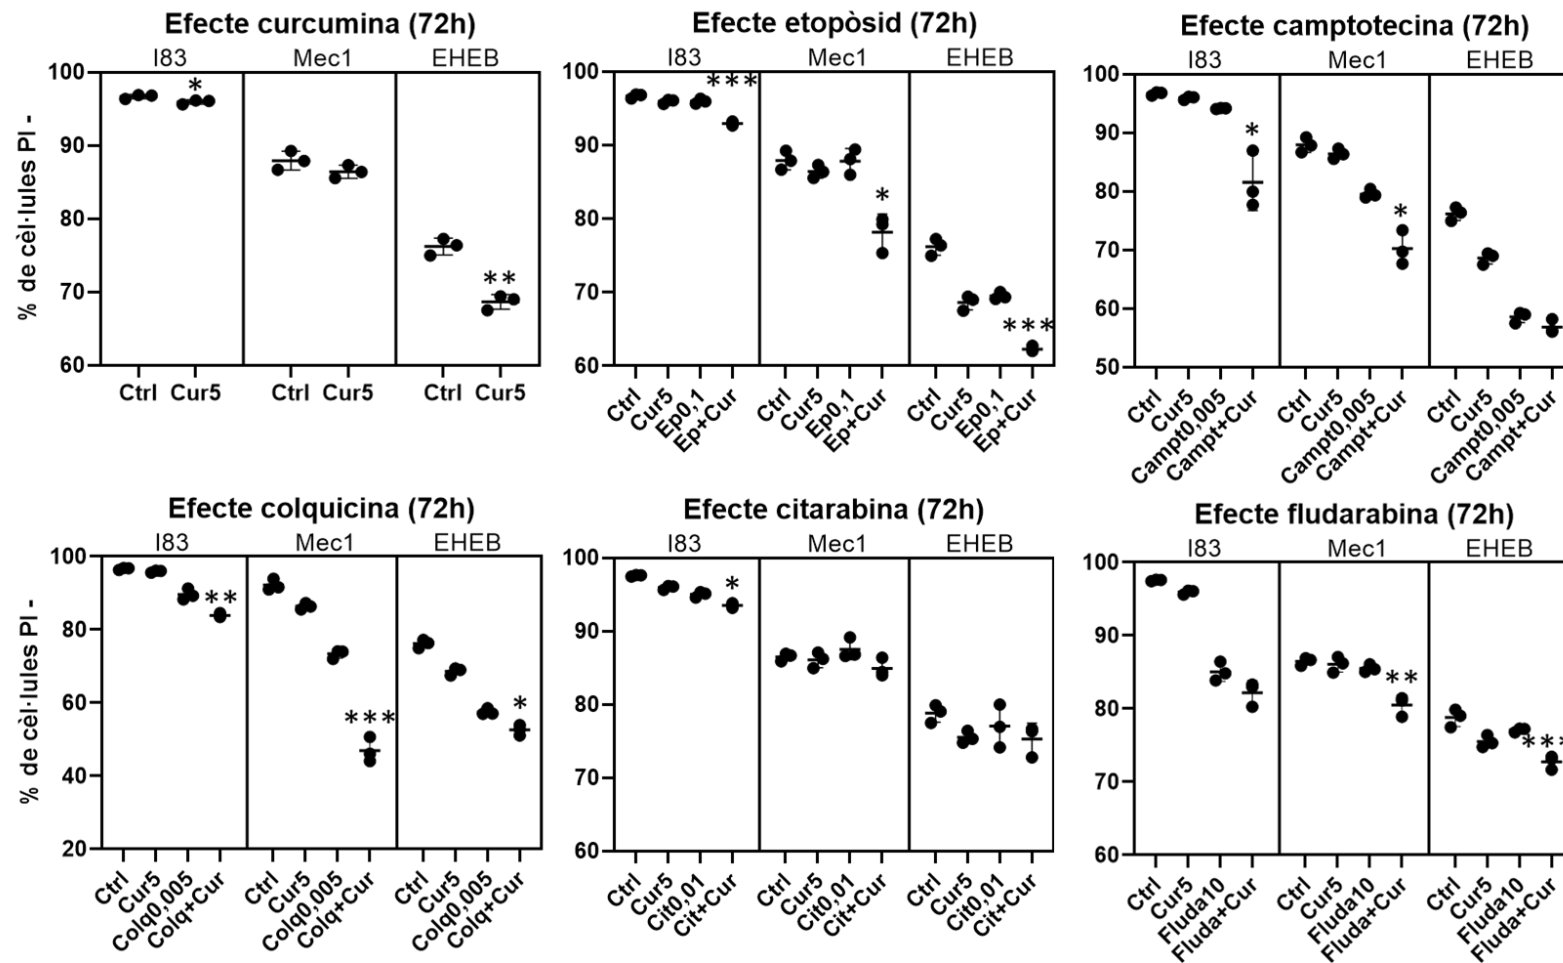 Efecte curcumina (72h)
I83 Mec1 EHEB
% de cèl·lules PI -
100
90
80
70
60
*
**
Ctrl Cur5 Ctrl Cur5 Ctrl Cur5
Efecte etopòsid (72h)
I83 Mec1 EHEB
100
90
80
70
60
***
*
***
Ctrl Cur5 Ep0,1 Ep+Cur Ctrl Cur5 Ep0,1 Ep+Cur Ctrl Cur5 Ep0,1 Ep+Cur
Efecte camptotecina (72h)
I83 Mec1 EHEB
100
90
80
70
60
50
*
*
Ctrl Cur5 Campt0,005 Campt+Cur Ctrl Cur5 Campt0,005 Campt+Cur Ctrl Cur5 Campt0,005 Campt+Cur
Efecte colquicina (72h)
I83 Mec1 EHEB
% de cèl·lules PI -
100
80
60
40
20
**
***
*
Ctrl Cur5 Colq0,005 Colq+Cur Ctrl Cur5 Colq0,005 Colq+Cur Ctrl Cur5 Colq0,005 Colq+Cur
Efecte citarabina (72h)
I83 Mec1 EHEB
100
90
80
70
60
*
Ctrl Cur5 Cit0,01 Cit+Cur Ctrl Cur5 Cit0,01 Cit+Cur Ctrl Cur5 Cit0,01 Cit+Cur
Efecte fludarabina (72h)
I83 Mec1 EHEB
100
90
80
70
60
**
***
Ctrl Cur5 Fluda10 Fluda+Cur Ctrl Cur5 Fluda10 Fluda+Cur Ctrl Cur5 Fluda10 Fluda+Cur